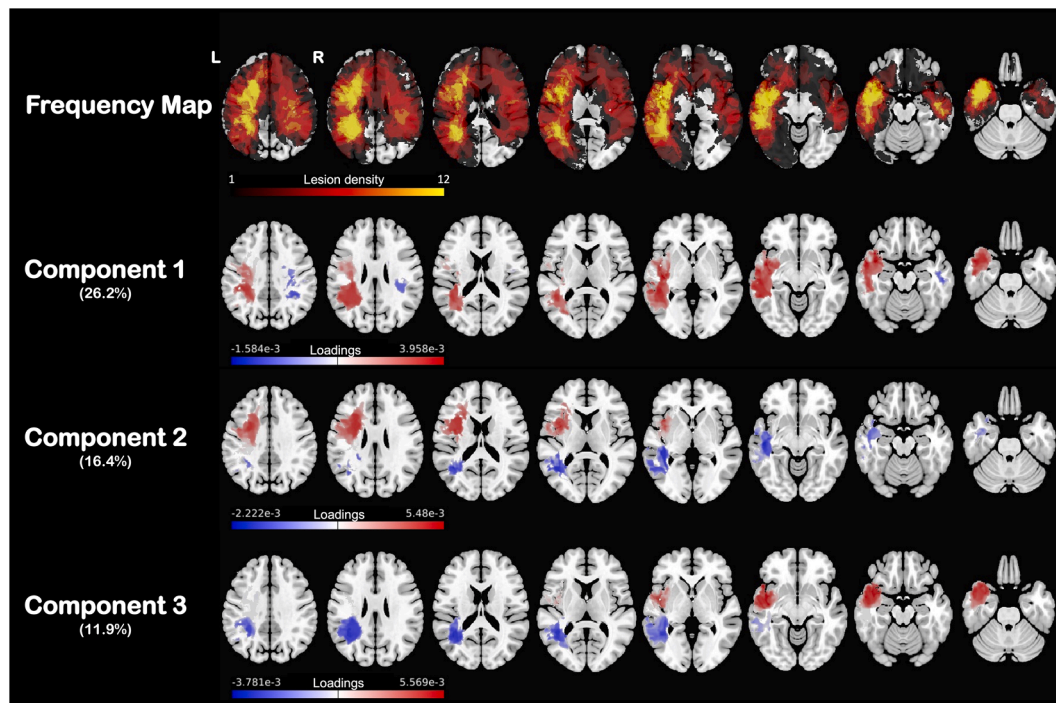 L R
Frequency Map
1 Lesion density 12
Component 1
(26.2%)
-1.584e-3 Loadings 3.958e-3
Component 2
(16.4%)
-2.222e-3 Loadings 5.48e-3
Component 3
(11.9%)
-3.781e-3 Loadings 5.569e-3